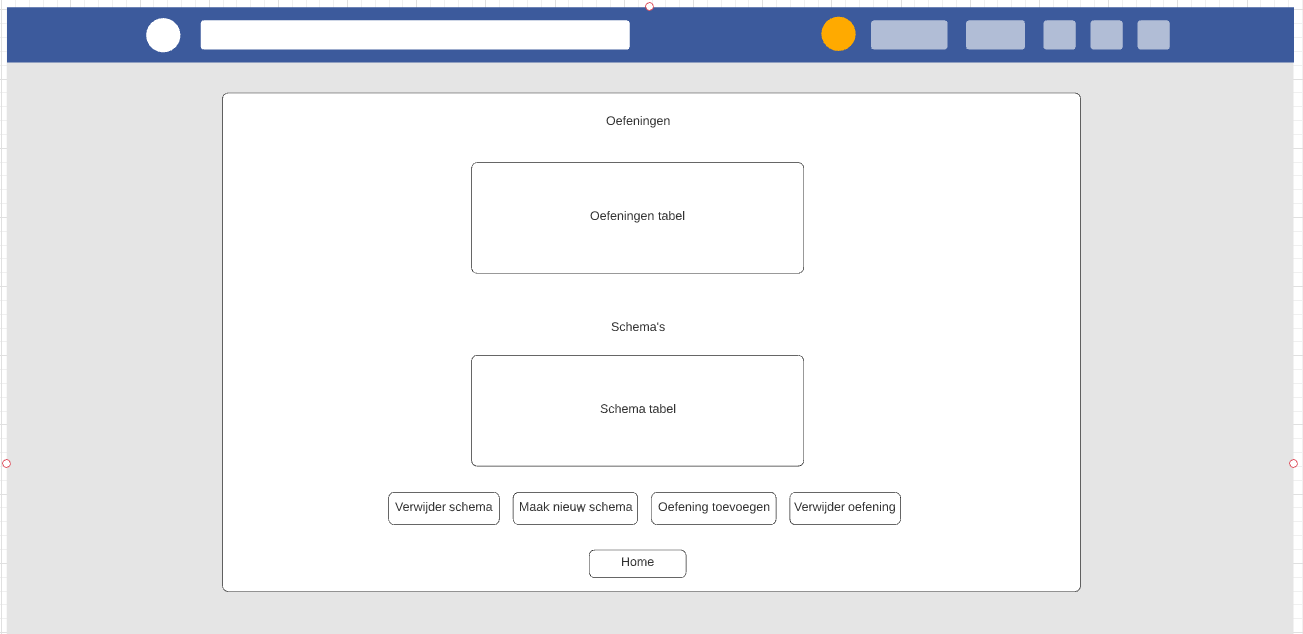 Oefeningen
Oefeningen tabel
Schema's
Schema tabel
Verwijder schema
Maak nieuw schema
Oefening toevoegen
Verwijder oefening
Home